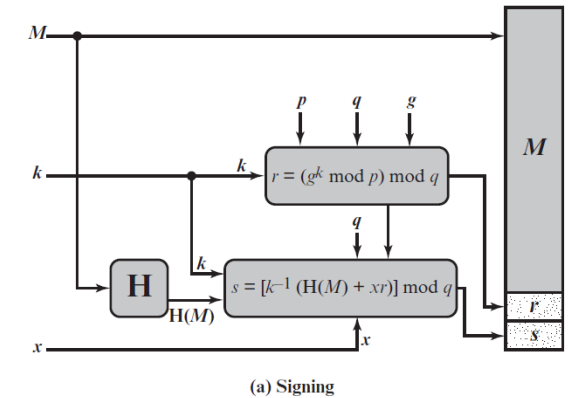 M
p q g
M
k k r = (g^k mod p) mod q
q
k
H s = [k^–1 (H(M) + xr)] mod q r
H(M)
s
x x
(a) Signing